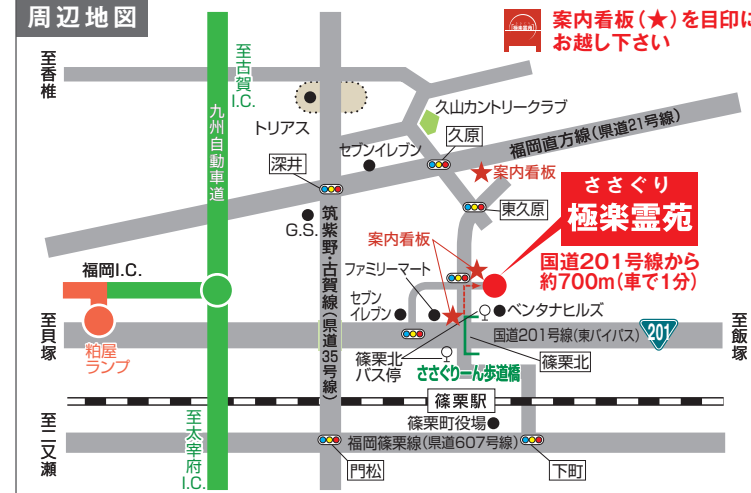 周辺地図
案内看板(★)を目印に
お越し下さい
至香椎
至古賀I.C.
九州自動車道
トリアス
久山カントリークラブ
久原
福岡直方線(県道21号線)
セブンイレブン
深井
案内看板
東久原
ささぐり
極楽霊苑
G.S.
筑紫野・古賀線(県道35号線)
案内看板
国道201号線から
約700m(車で1分)
福岡I.C.
ファミリーマート
セブン
イレブン
ベンタナヒルズ
至貝塚
粕屋
ランプ
国道201号線(東バイパス)
201
至飯塚
篠栗北
バス停
篠栗北
ささぐりーん歩道橋
篠栗駅
至二又瀬
至太宰府I.C.
篠栗町役場
福岡篠栗線(県道607号線)
門松
下町